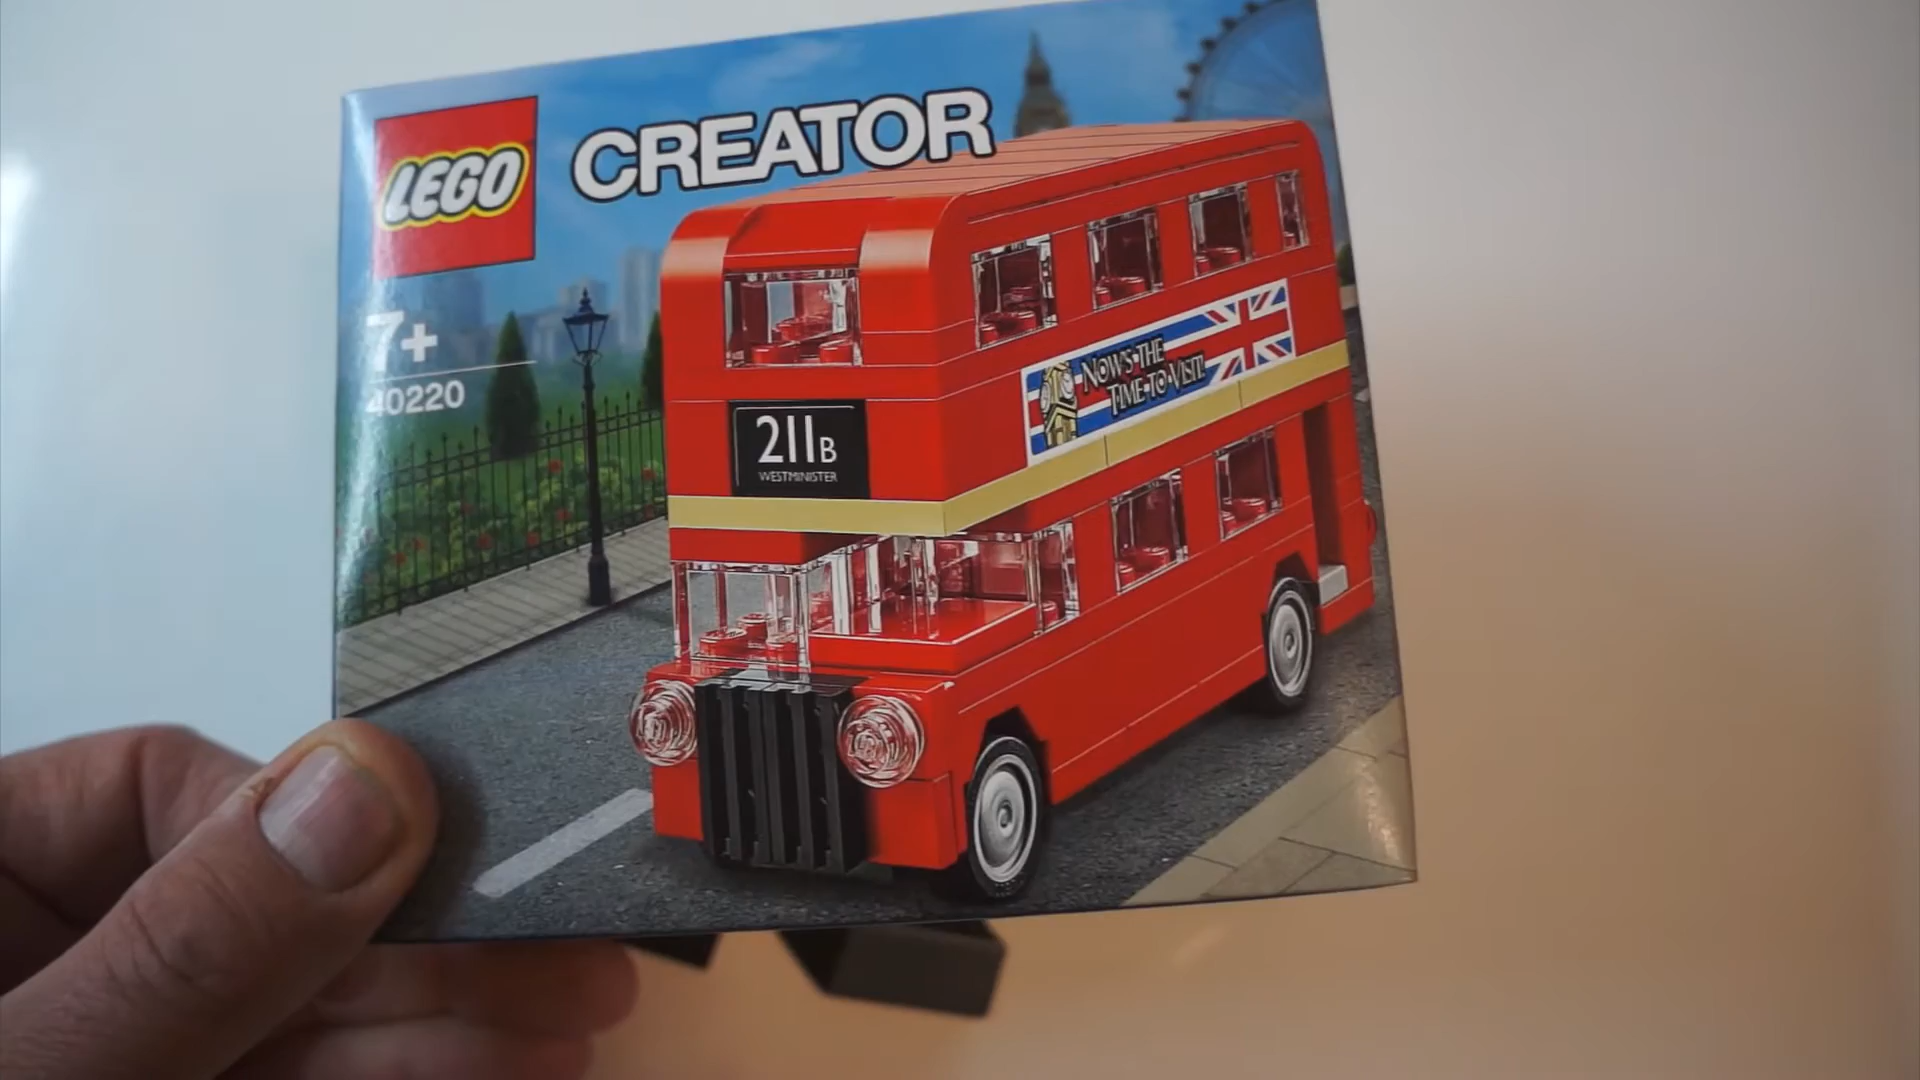 LEGO
CREATOR
7+
40220
NOW'S THE
TIME TO VISIT!
211B
WESTMINISTER